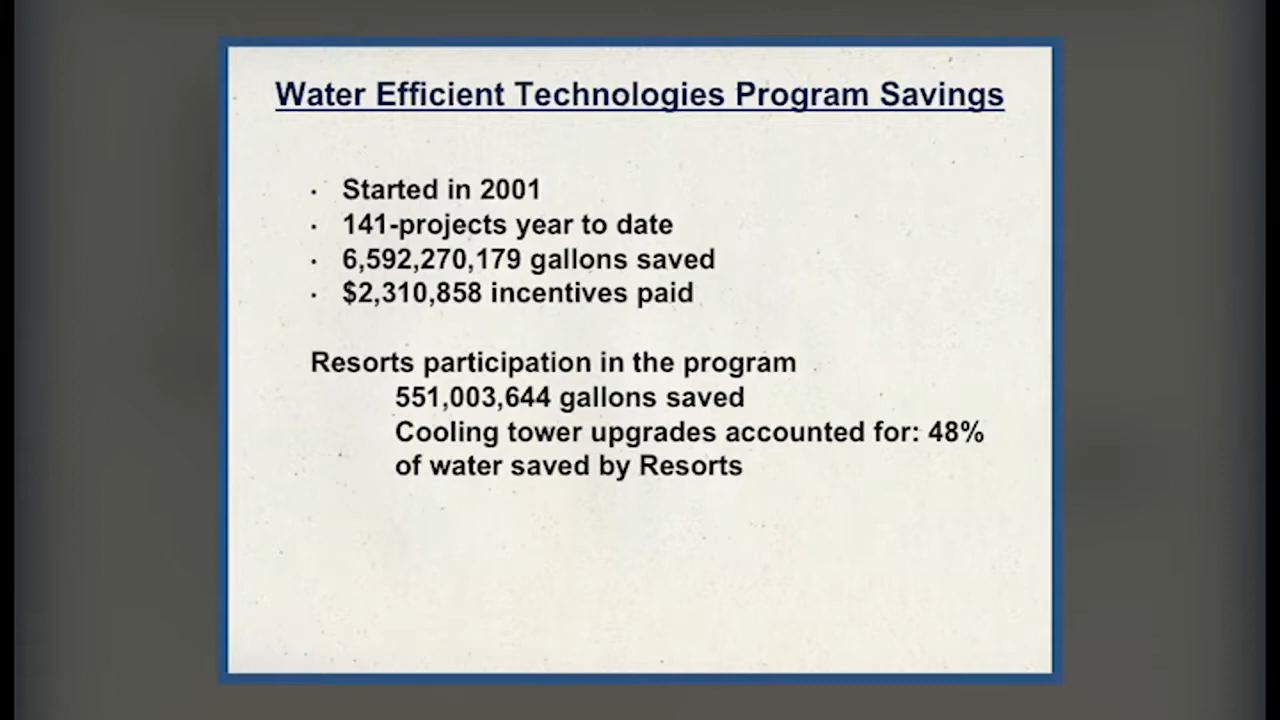 Water Efficient Technologies Program Savings
· Started in 2001
· 141-projects year to date
· 6,592,270,179 gallons saved
· $2,310,858 incentives paid
Resorts participation in the program
551,003,644 gallons saved
Cooling tower upgrades accounted for: 48%
of water saved by Resorts